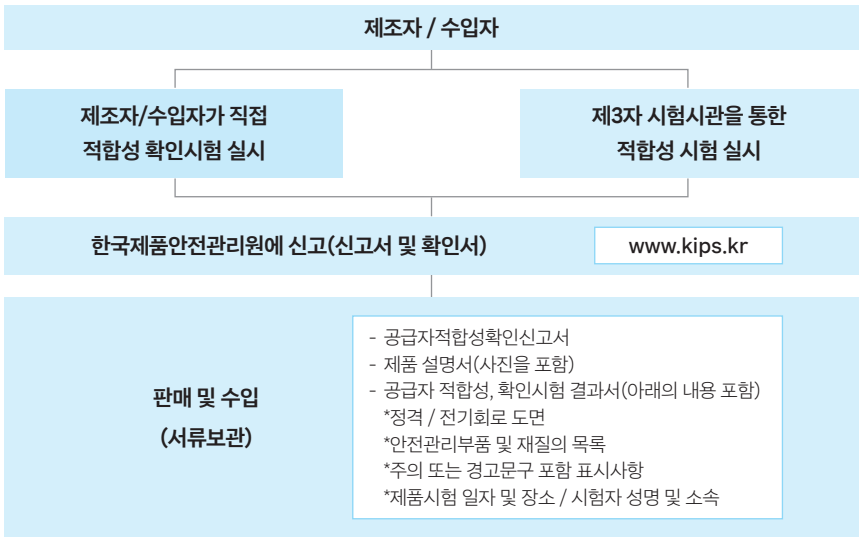 제조자 / 수입자
제조자/수입자가 직접
적합성 확인시험 실시
제3자 시험시관을 통한
적합성 시험 실시
한국제품안전관리원에 신고(신고서 및 확인서)
www.kips.kr
판매 및 수입
(서류보관)
- 공급자적합성확인신고서
- 제품 설명서(사진을 포함)
- 공급자 적합성, 확인시험 결과서(아래의 내용 포함)
*정격 / 전기회로 도면
*안전관리부품 및 재질의 목록
*주의 또는 경고문구 포함 표시사항
*제품시험 일자 및 장소 / 시험자 성명 및 소속